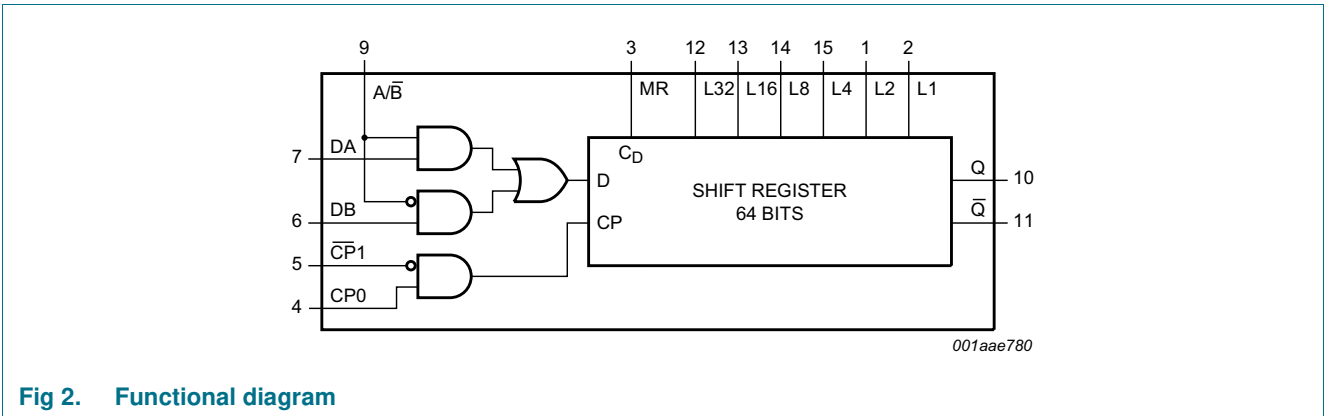 9 3 12 13 14 15 1 2
A/B̅ MR L32 L16 L8 L4 L2 L1
7 DA
C_D
D
Q 10
SHIFT REGISTER
64 BITS
6 DB
CP
Q̅ 11
5 C̅P̅1
4 CP0
001aae780
Fig 2. Functional diagram